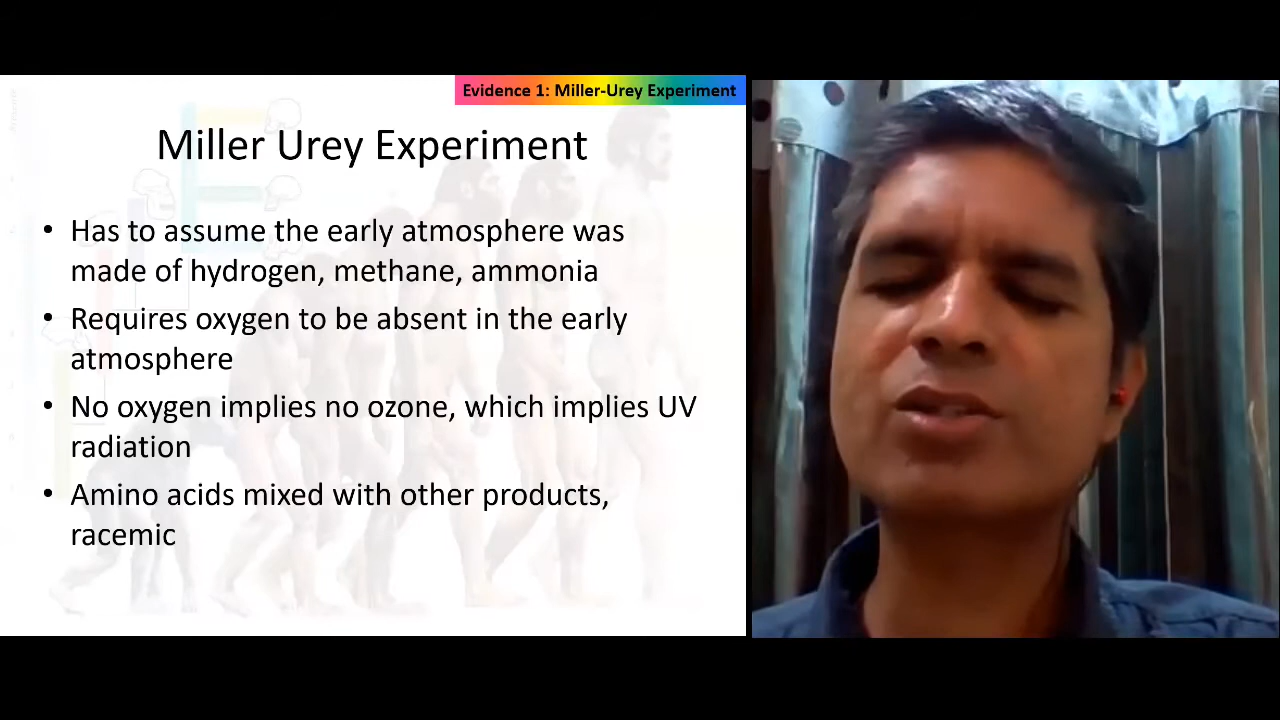 Evidence 1: Miller-Urey Experiment
Miller Urey Experiment
• Has to assume the early atmosphere was
made of hydrogen, methane, ammonia
• Requires oxygen to be absent in the early
atmosphere
• No oxygen implies no ozone, which implies UV
radiation
• Amino acids mixed with other products,
racemic